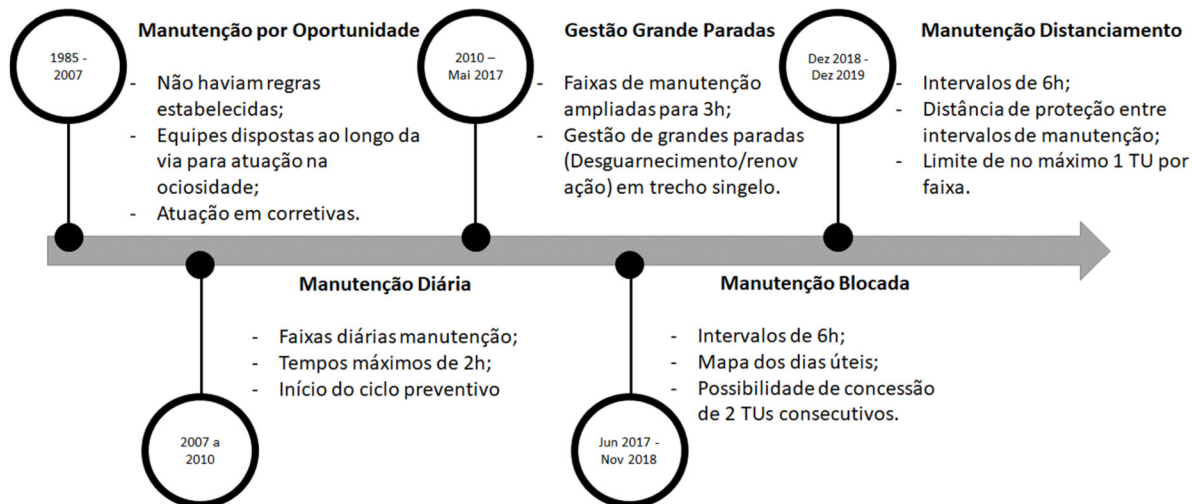 1985 -
2007
Manutenção por Oportunidade
- Não haviam regras
estabelecidas;
- Equipes dispostas ao longo da
via para atuação na
ociosidade;
- Atuação em corretivas.
2010 –
Mai 2017
Gestão Grande Paradas
- Faixas de manutenção
ampliadas para 3h;
- Gestão de grandes paradas
(Desguarnecimento/renov
ação) em trecho singelo.
Dez 2018 -
Dez 2019
Manutenção Distanciamento
- Intervalos de 6h;
- Distância de proteção entre
intervalos de manutenção;
- Limite de no máximo 1 TU por
faixa.
Manutenção Diária
- Faixas diárias manutenção;
- Tempos máximos de 2h;
- Início do ciclo preventivo
2007 a
2010
Manutenção Blocada
- Intervalos de 6h;
- Mapa dos dias úteis;
- Possibilidade de concessão
de 2 TUs consecutivos.
Jun 2017 -
Nov 2018